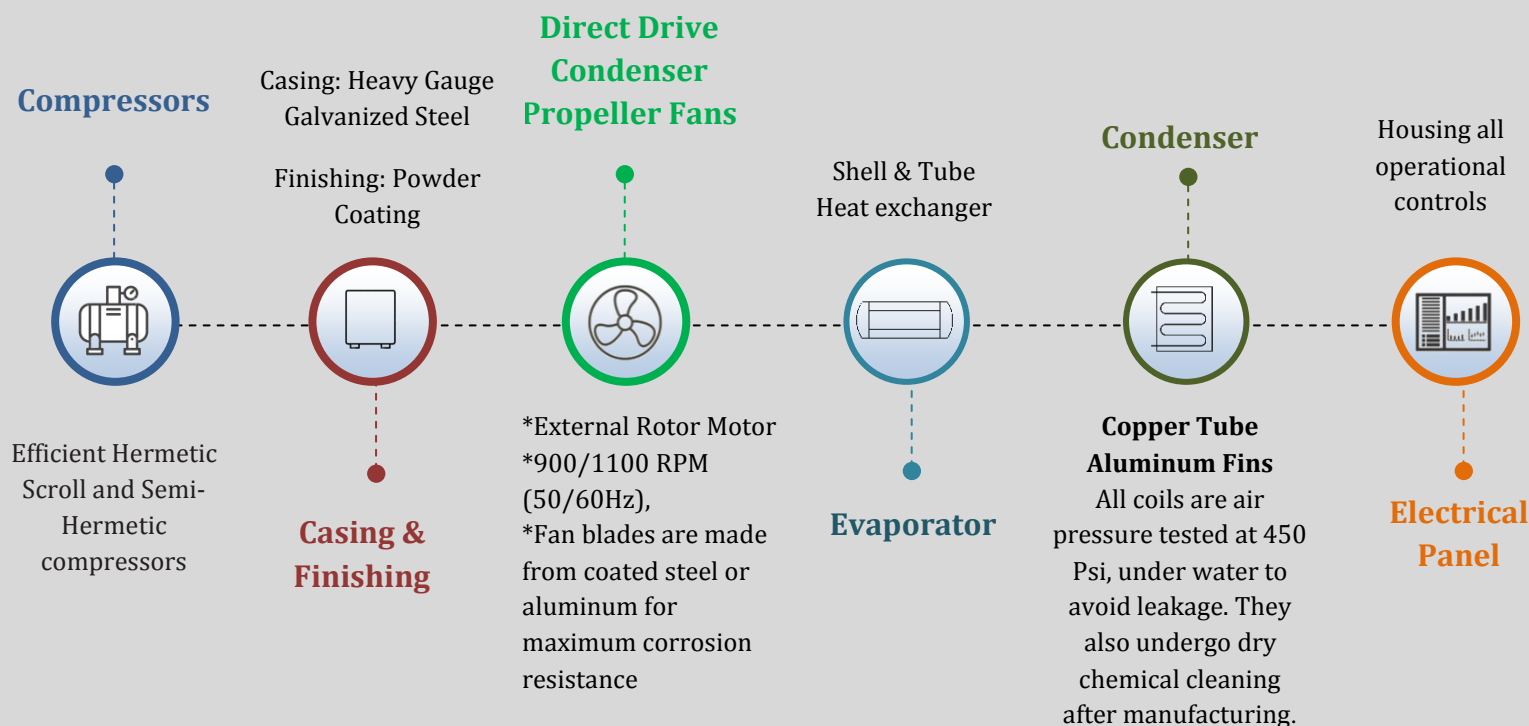 Compressors
Efficient Hermetic
Scroll and Semi-
Hermetic
compressors
Casing: Heavy Gauge
Galvanized Steel
Finishing: Powder
Coating
Casing &
Finishing
Direct Drive
Condenser
Propeller Fans
*External Rotor Motor
*900/1100 RPM
(50/60Hz),
*Fan blades are made
from coated steel or
aluminum for
maximum corrosion
resistance
Shell & Tube
Heat exchanger
Evaporator
Condenser
Copper Tube
Aluminum Fins
All coils are air
pressure tested at 450
Psi, under water to
avoid leakage. They
also undergo dry
chemical cleaning
after manufacturing.
Housing all
operational
controls
Electrical
Panel